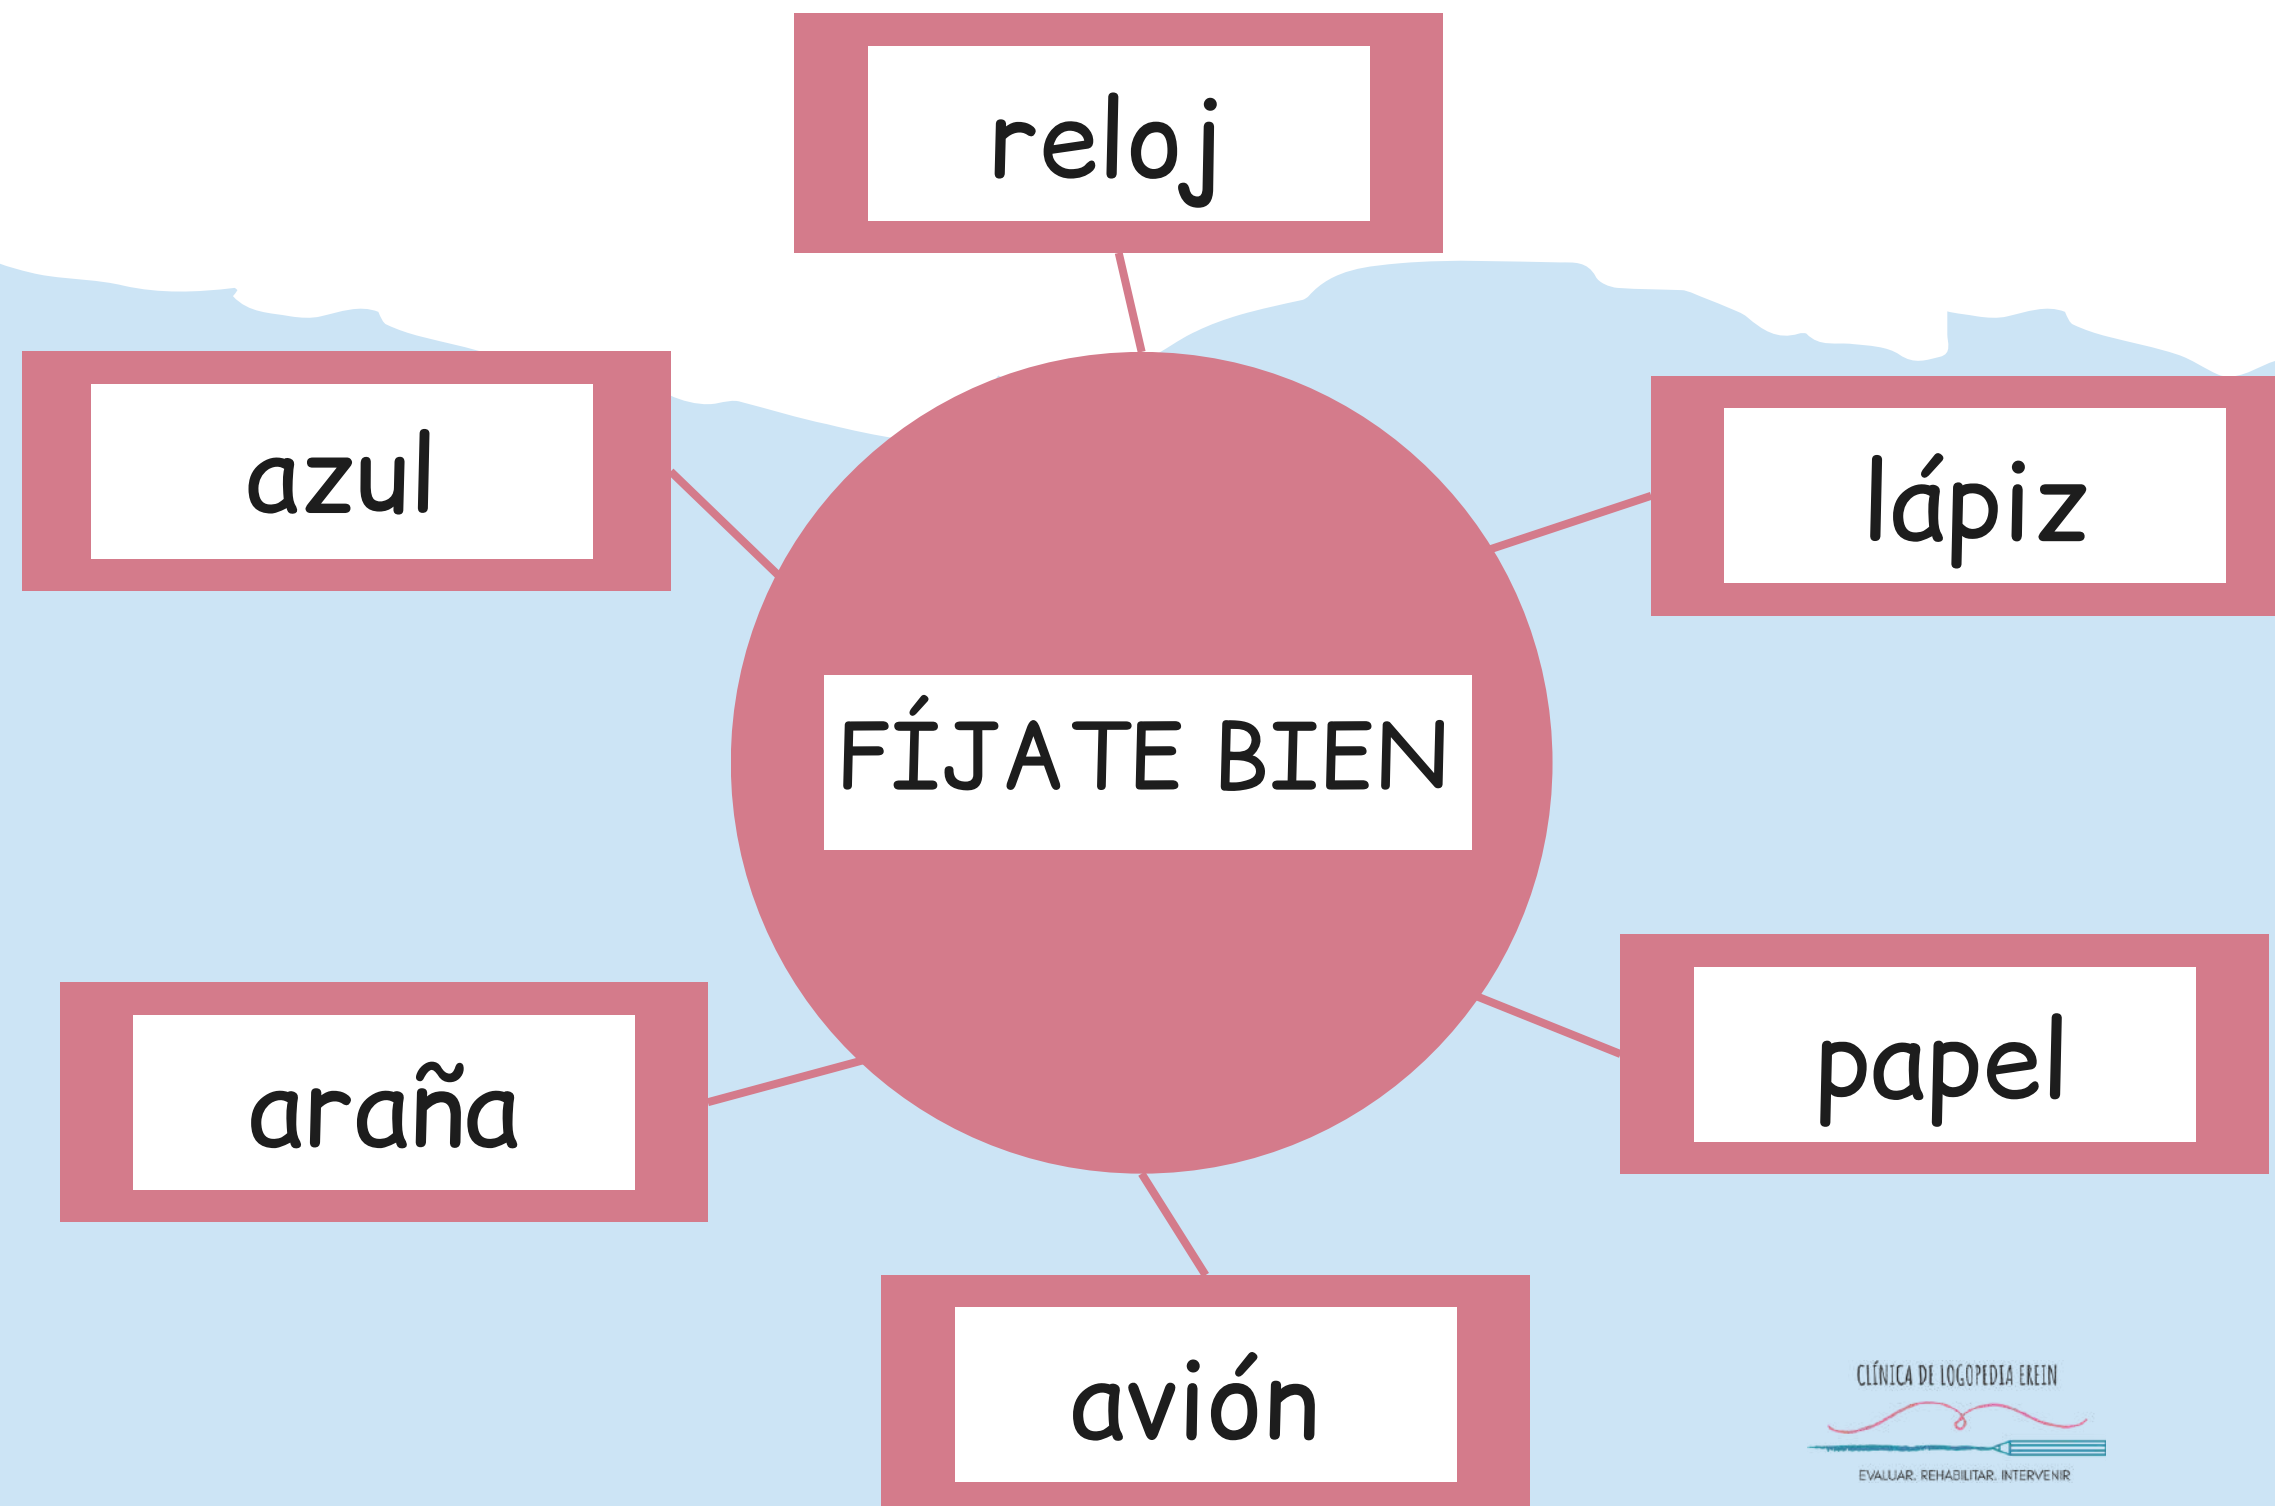 reloj
azul
lápiz
FÍJATE BIEN
araña
papel
avión
CLÍNICA DE LOGOPEDIA EREIN
EVALUAR. REHABILITAR. INTERVENIR